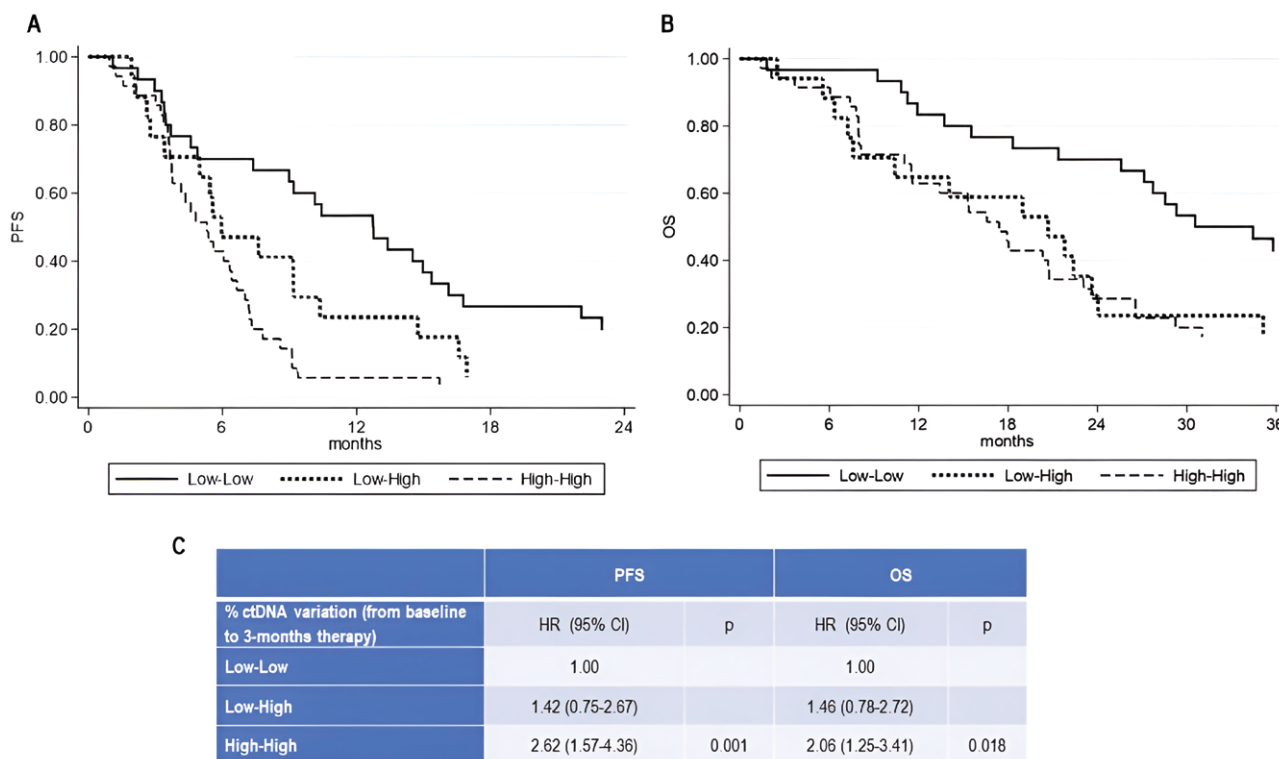 A
1.00
0.80
0.60
0.40
0.20
0.00
PFS
0 6 12 18 24
months
Low-Low Low-High High-High
B
1.00
0.80
0.60
0.40
0.20
0.00
OS
0 6 12 18 24 30 36
months
Low-Low Low-High High-High
C
PFS OS
% ctDNA variation (from baseline
to 3-months therapy) HR (95% CI) p HR (95% CI) p
Low-Low 1.00 1.00
Low-High 1.42 (0.75-2.67) 1.46 (0.78-2.72)
High-High 2.62 (1.57-4.36) 0.001 2.06 (1.25-3.41) 0.018